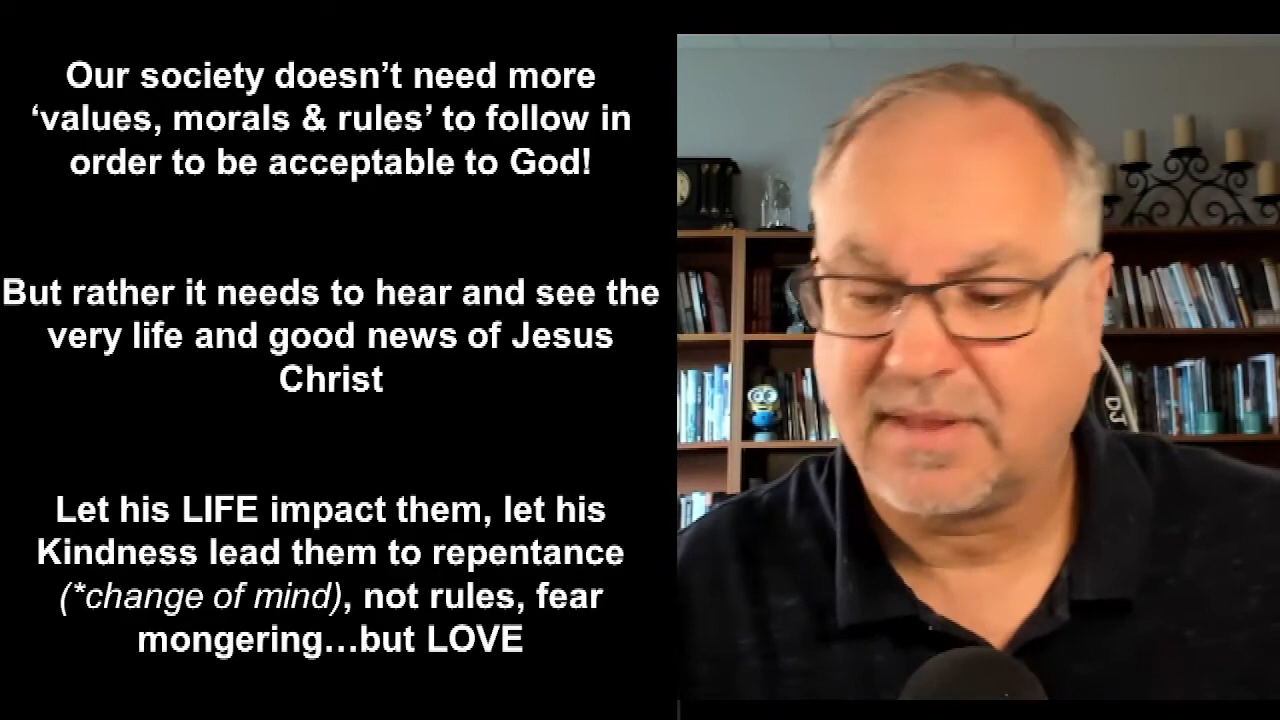 Our society doesn’t need more
‘values, morals & rules’ to follow in
order to be acceptable to God!
But rather it needs to hear and see the
very life and good news of Jesus
Christ
Let his LIFE impact them, let his
Kindness lead them to repentance
(*change of mind), not rules, fear
mongering…but LOVE
DJ